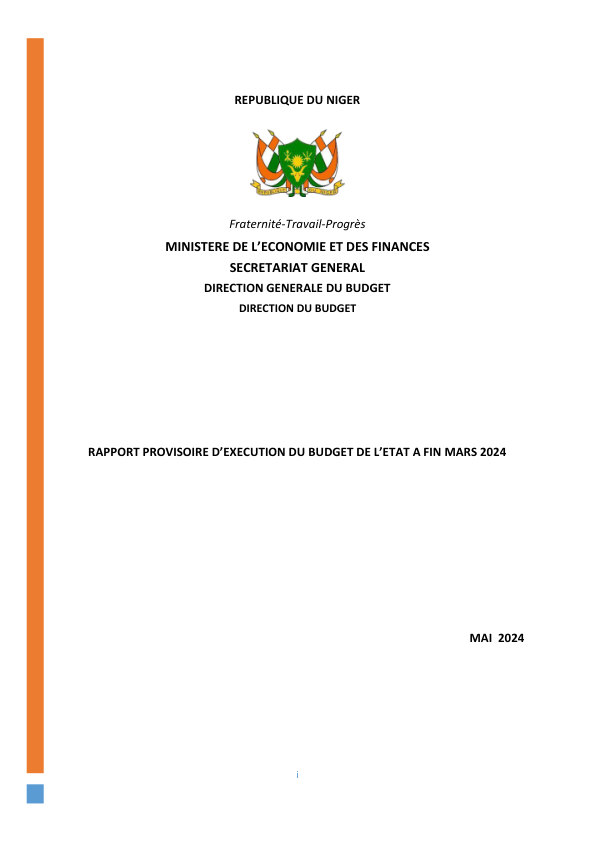 REPUBLIQUE DU NIGER
Fraternité-Travail-Progrès
MINISTERE DE L’ECONOMIE ET DES FINANCES
SECRETARIAT GENERAL
DIRECTION GENERALE DU BUDGET
DIRECTION DU BUDGET
RAPPORT PROVISOIRE D’EXECUTION DU BUDGET DE L’ETAT A FIN MARS 2024
MAI 2024
i